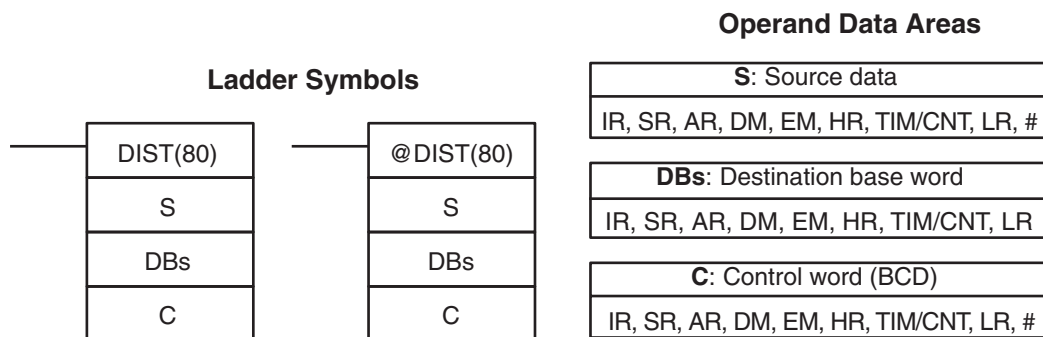 Ladder Symbols
DIST(80)
S
DBs
C
@DIST(80)
S
DBs
C
Operand Data Areas
S: Source data
IR, SR, AR, DM, EM, HR, TIM/CNT, LR, #
DBs: Destination base word
IR, SR, AR, DM, EM, HR, TIM/CNT, LR
C: Control word (BCD)
IR, SR, AR, DM, EM, HR, TIM/CNT, LR, #